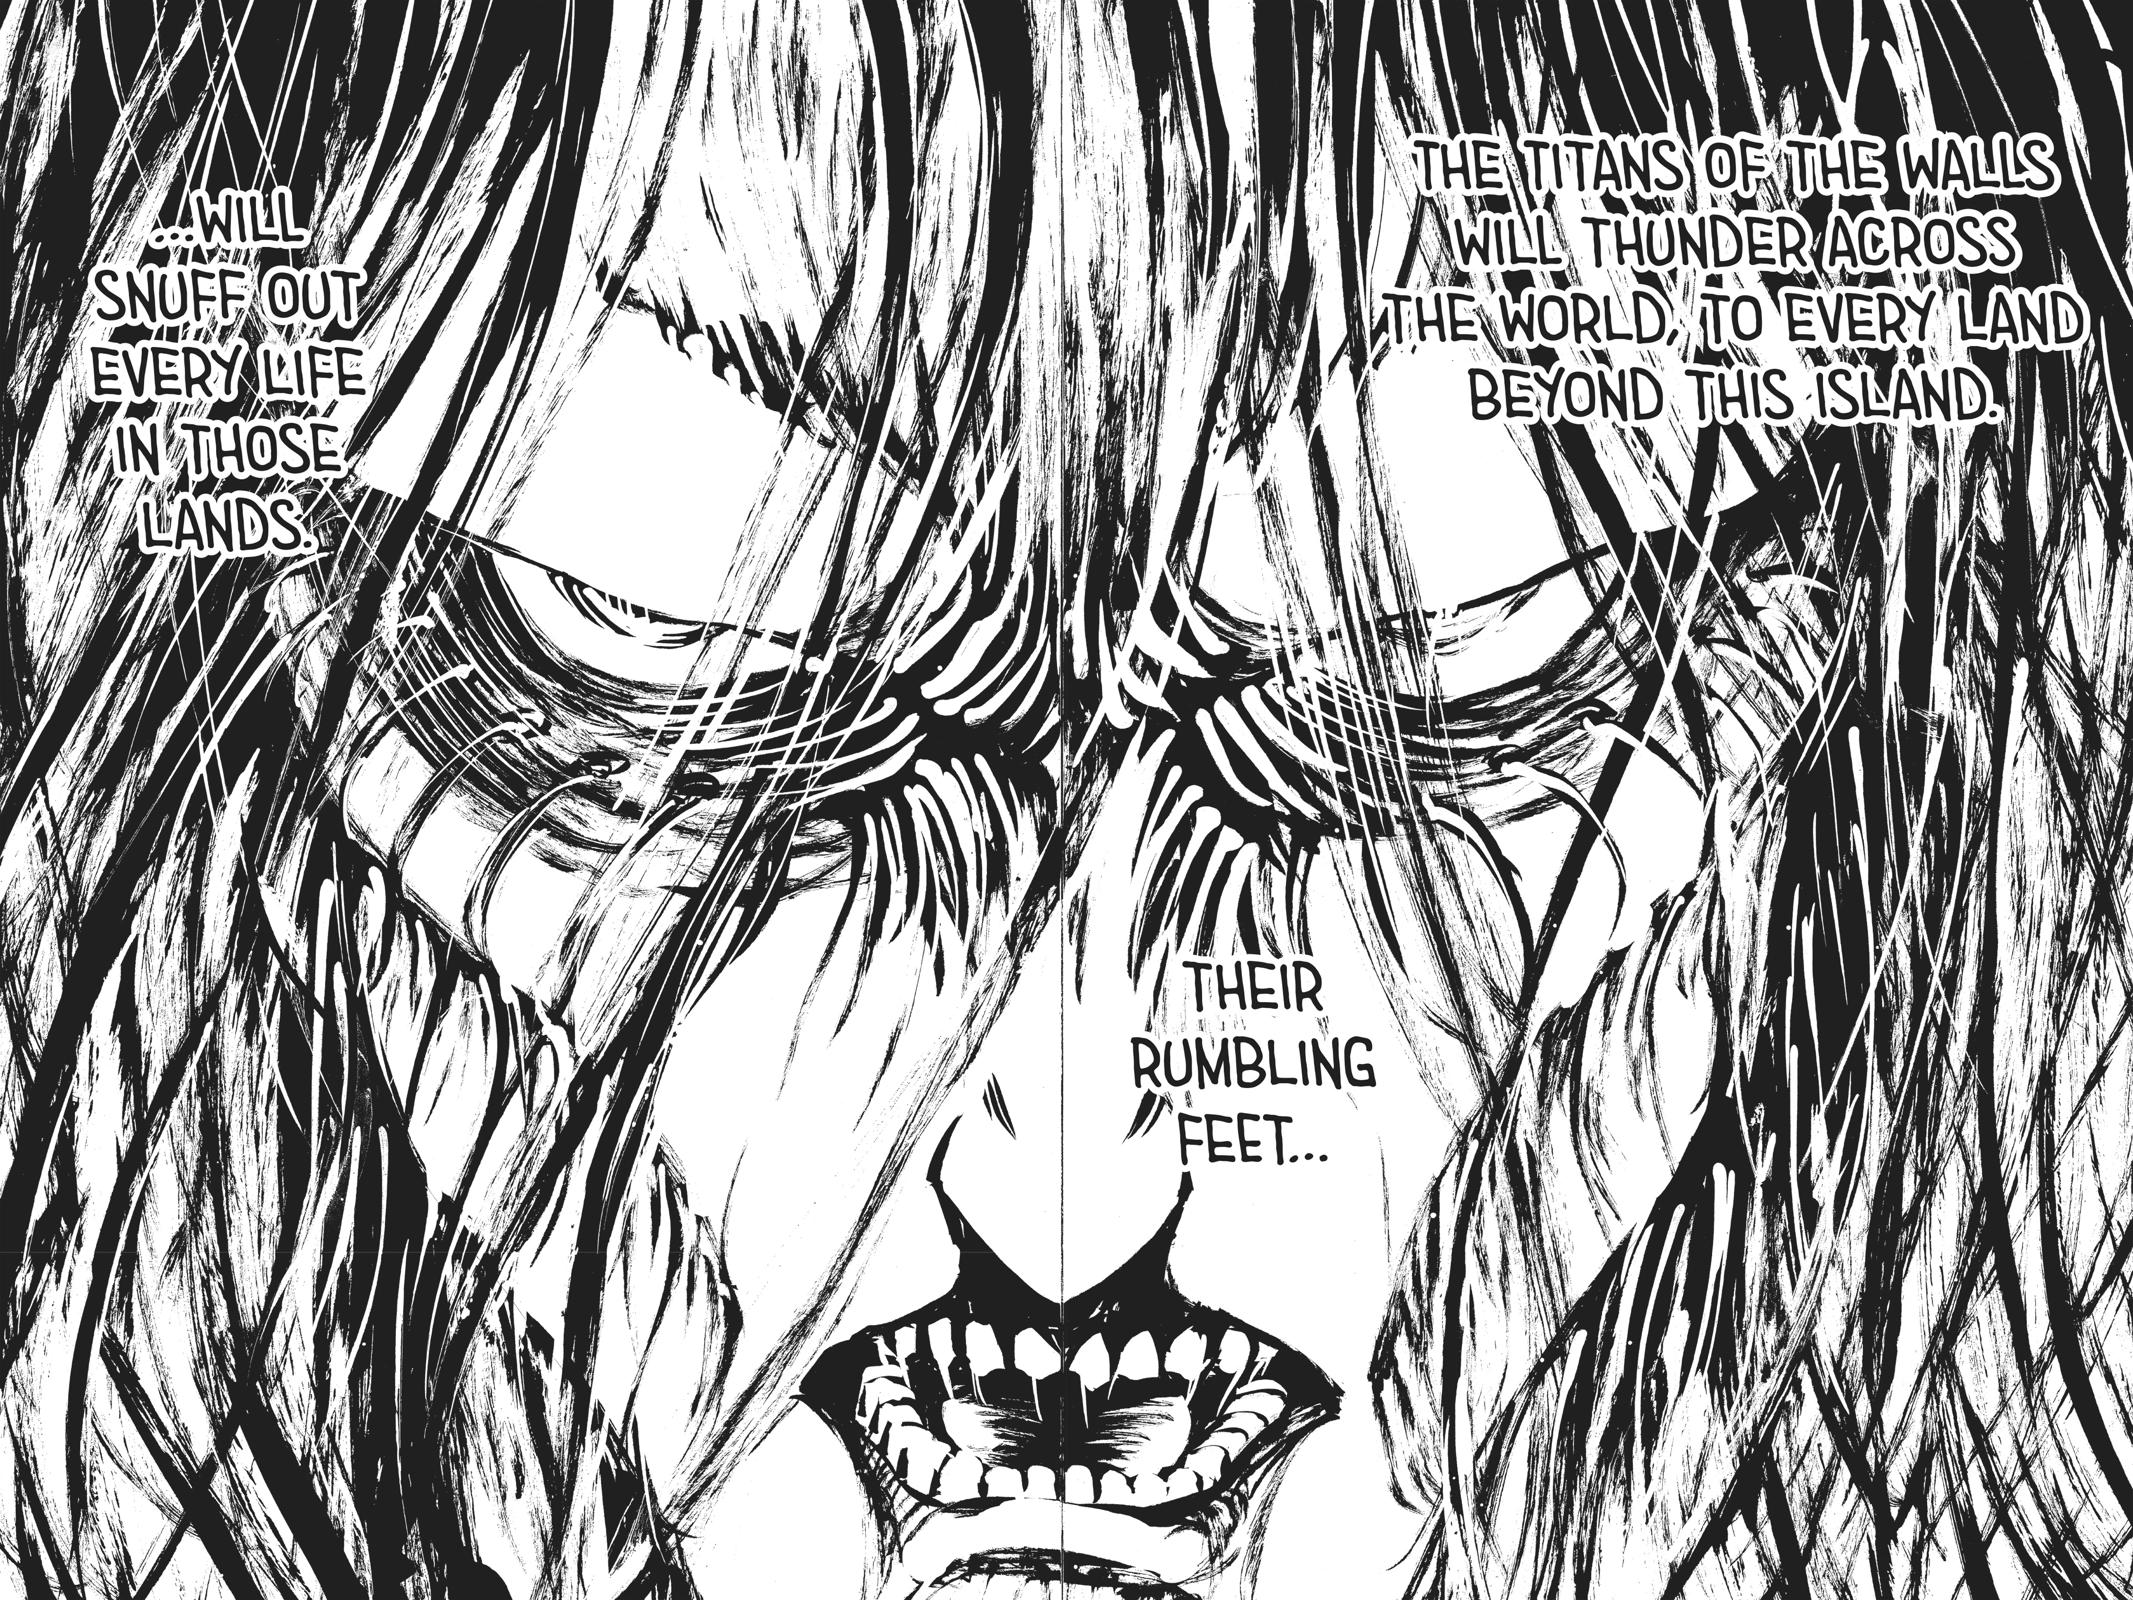 THE TITANS OF THE WALLS
WILL THUNDER ACROSS
THE WORLD, TO EVERY LAND
BEYOND THIS ISLAND.
THEIR
RUMBLING
FEET...
...WILL
SNUFF OUT
EVERY LIFE
IN THOSE
LANDS.